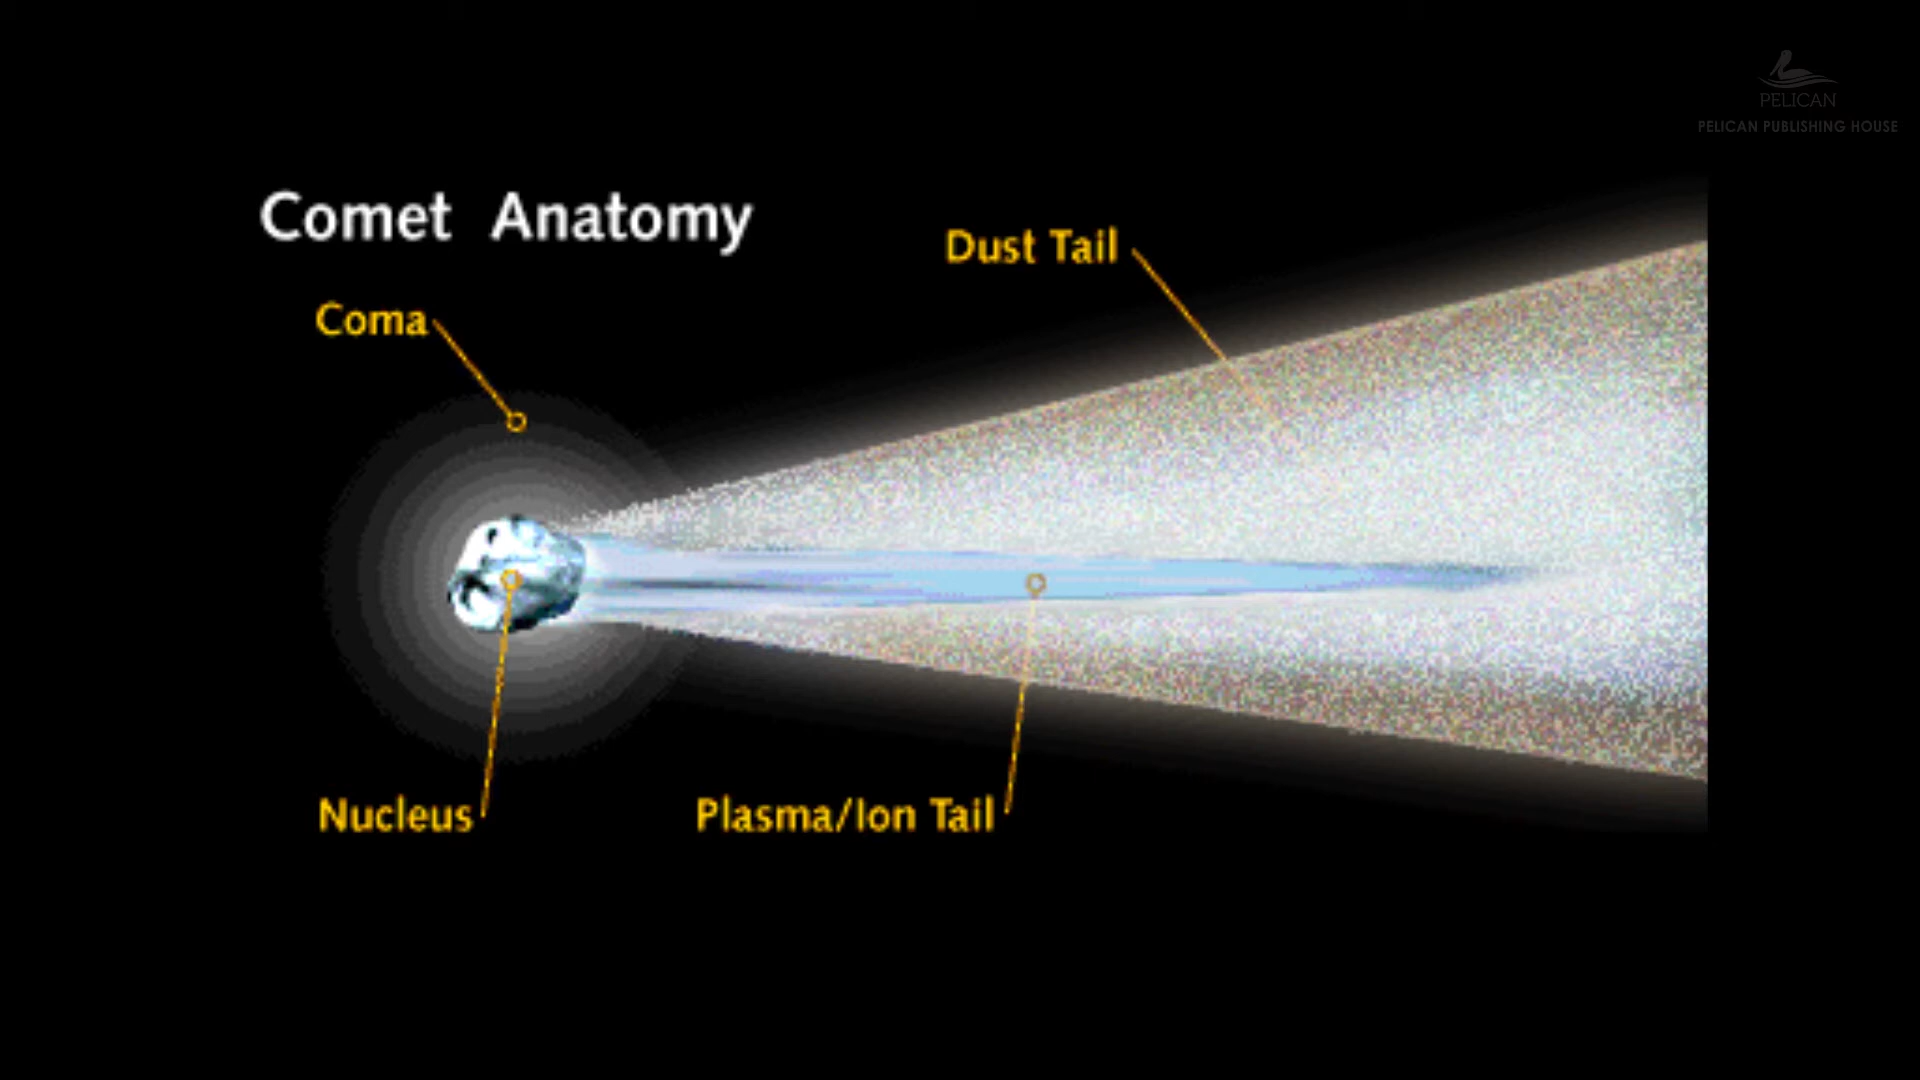 PELICAN
PELICAN PUBLISHING HOUSE
Comet Anatomy
Dust Tail
Coma
Nucleus
Plasma/Ion Tail